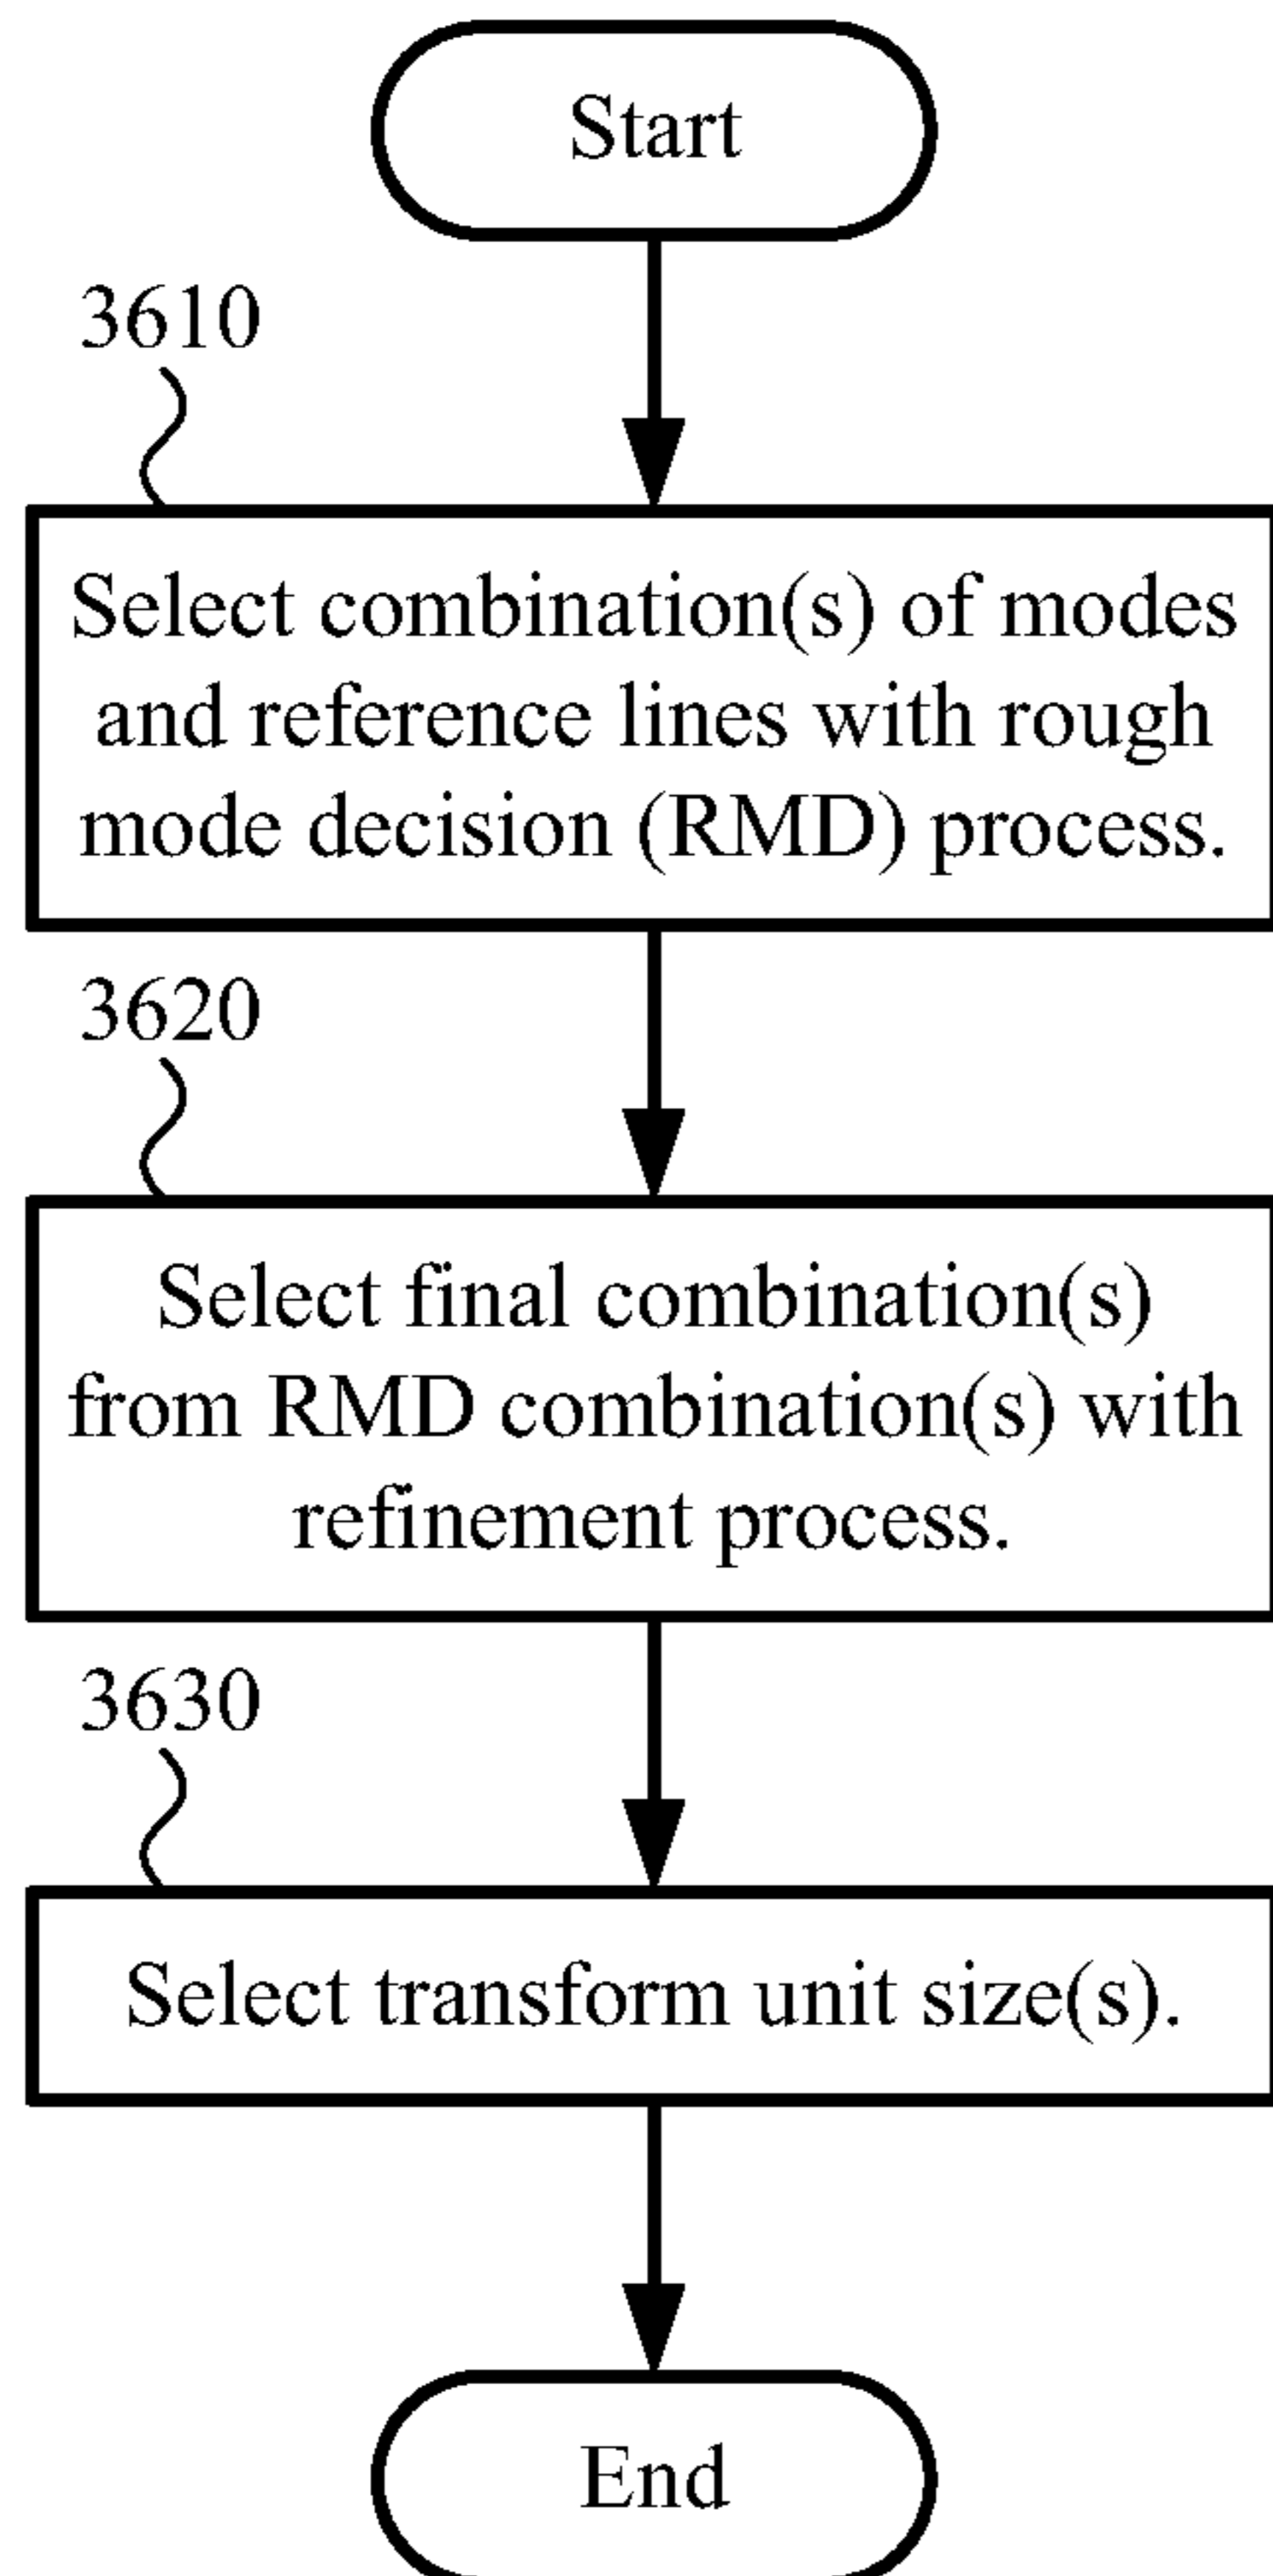 Start
3610
Select combination(s) of modes
and reference lines with rough
mode decision (RMD) process.
3620
Select final combination(s)
from RMD combination(s) with
refinement process.
3630
Select transform unit size(s).
End